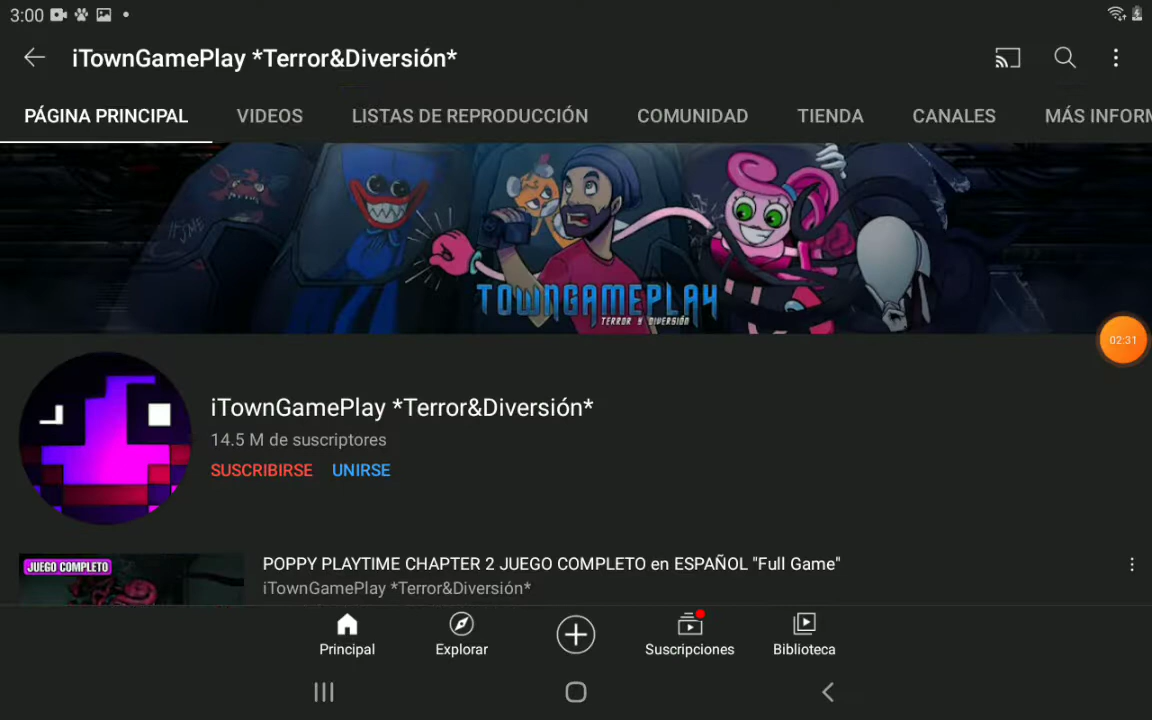 3:00
iTownGamePlay *Terror&Diversión*
PÁGINA PRINCIPAL VIDEOS LISTAS DE REPRODUCCIÓN COMUNIDAD TIENDA CANALES MÁS INFORM
IT'S ME
TOWNGAMEPLAY
TERROR Y DIVERSIÓN
02:31
iTownGamePlay *Terror&Diversión*
14.5 M de suscriptores
SUSCRIBIRSE UNIRSE
JUEGO COMPLETO
POPPY PLAYTIME CHAPTER 2 JUEGO COMPLETO en ESPAÑOL "Full Game"
iTownGamePlay *Terror&Diversión*
Principal Explorar Suscripciones Biblioteca